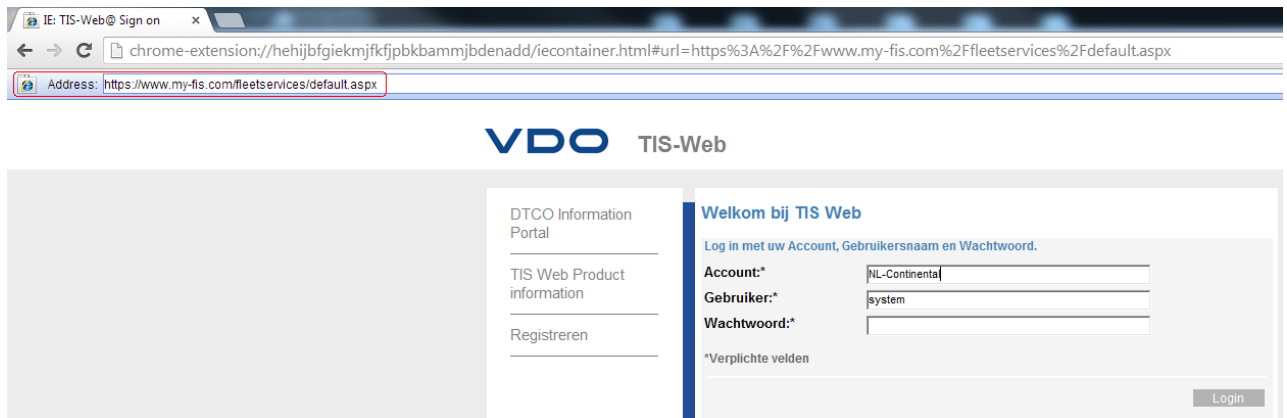 IE: TIS-Web@ Sign on
chrome-extension://hehijbfgiekmjfkfjpbkbammjbdenadd/iecontainer.html#url=https%3A%2F%2Fwww.my-fis.com%2Ffleetservices%2Fdefault.aspx
Address: https://www.my-fis.com/fleetservices/default.aspx
VDO TIS-Web
DTCO Information
Portal
TIS Web Product
information
Registreren
Welkom bij TIS Web
Log in met uw Account, Gebruikersnaam en Wachtwoord.
Account:* NL-Continental
Gebruiker:* system
Wachtwoord:*
*Verplichte velden
Login